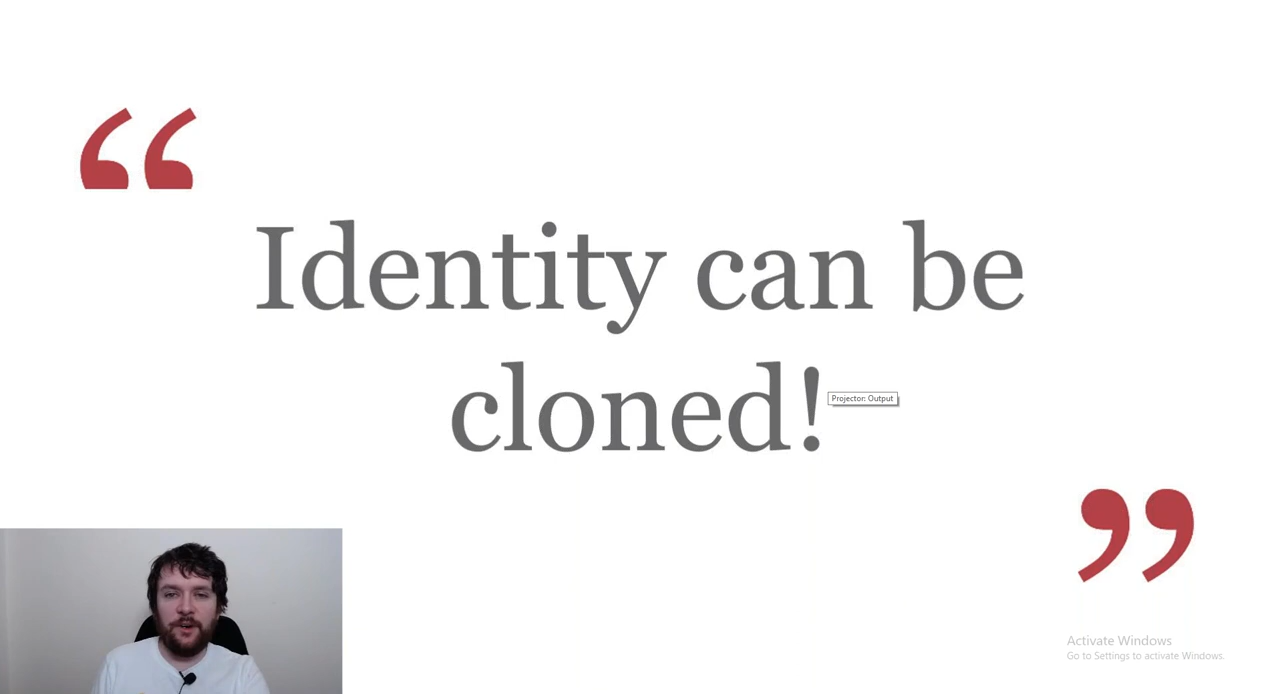 “
Identity can be
cloned!
Projector: Output
”
Activate Windows
Go to Settings to activate Windows.